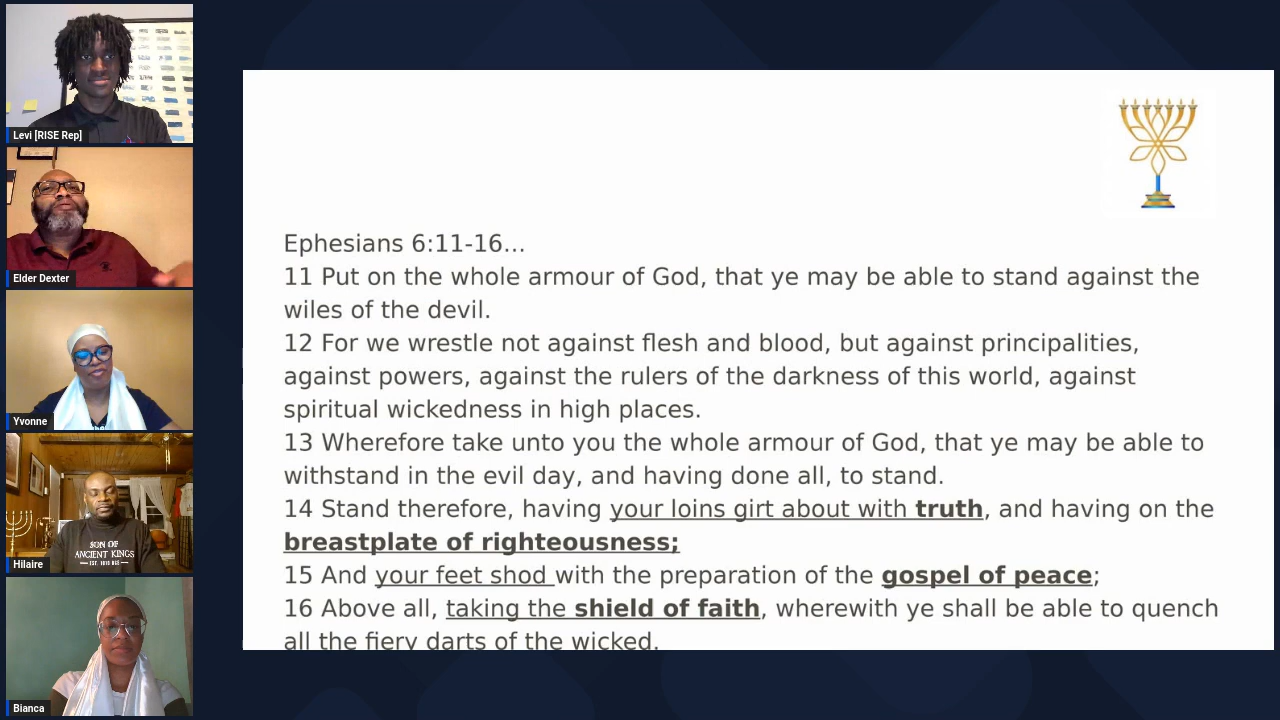 Levi [RISE Rep]
Elder Dexter
Yvonne
SON OF
ANCIENT KINGS
Hilaire
Bianca
Ephesians 6:11-16...
11 Put on the whole armour of God, that ye may be able to stand against the
wiles of the devil.
12 For we wrestle not against flesh and blood, but against principalities,
against powers, against the rulers of the darkness of this world, against
spiritual wickedness in high places.
13 Wherefore take unto you the whole armour of God, that ye may be able to
withstand in the evil day, and having done all, to stand.
14 Stand therefore, having your loins girt about with truth, and having on the
breastplate of righteousness;
15 And your feet shod with the preparation of the gospel of peace;
16 Above all, taking the shield of faith, wherewith ye shall be able to quench
all the fiery darts of the wicked.